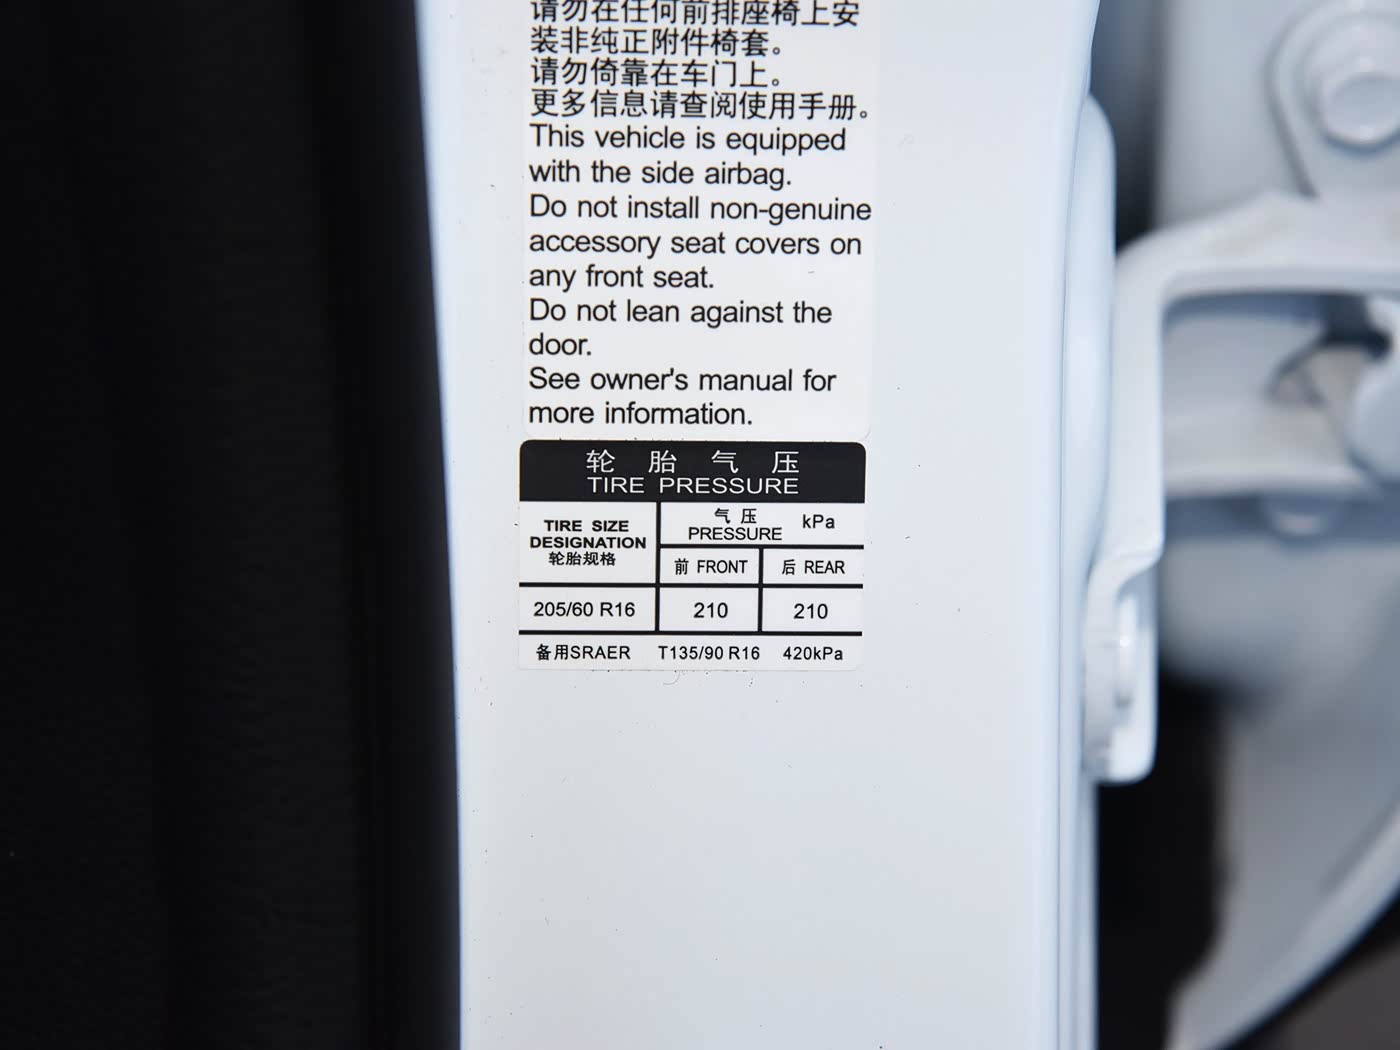 请勿在任何前排座椅上安
装非纯正附件椅套。
请勿倚靠在车门上。
更多信息请查阅使用手册。
This vehicle is equipped
with the side airbag.
Do not install non-genuine
accessory seat covers on
any front seat.
Do not lean against the
door.
See owner's manual for
more information.
轮胎气压
TIRE PRESSURE
TIRE SIZE
DESIGNATION
轮胎规格
气压
PRESSURE
kPa
前 FRONT
后 REAR
205/60 R16
210
210
备用SRAER T135/90 R16 420kPa